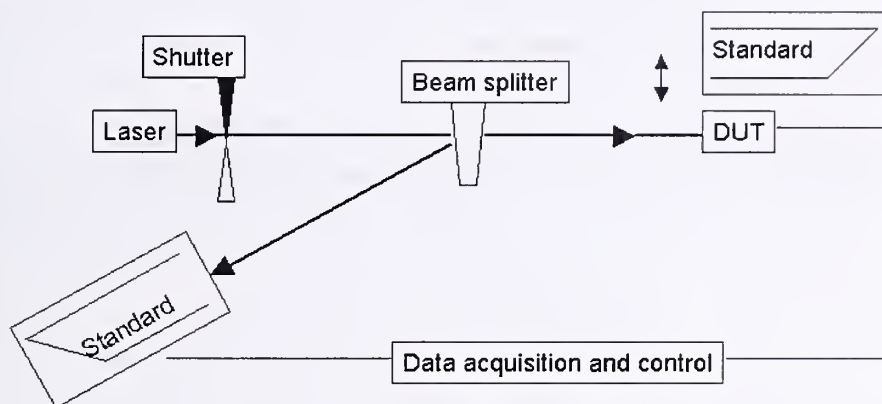 Shutter
Beam splitter
Standard
Laser
DUT
Standard
Data acquisition and control